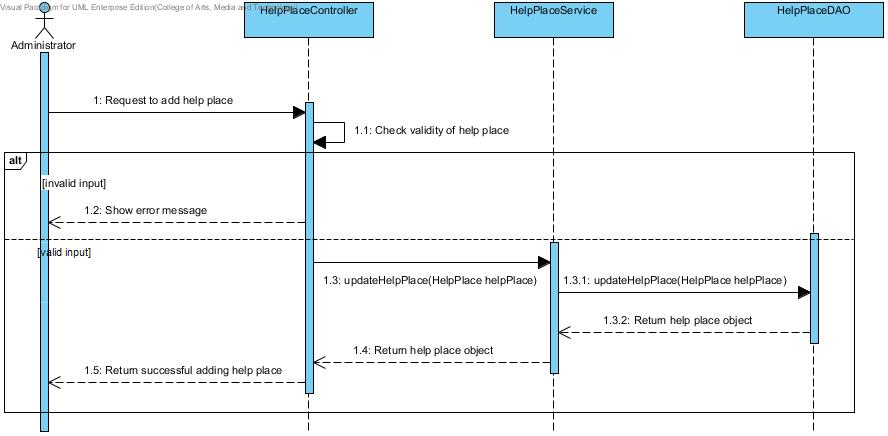 Visual Paradigm for UML Enterprise Edition(College of Arts, Media and
HelpPlaceController
HelpPlaceService
HelpPlaceDAO
Administrator
1: Request to add help place
1.1: Check validity of help place
alt
[invalid input]
1.2: Show error message
[valid input]
1.3: updateHelpPlace(HelpPlace helpPlace)
1.3.1: updateHelpPlace(HelpPlace helpPlace)
1.3.2: Return help place object
1.4: Return help place object
1.5: Return successful adding help place